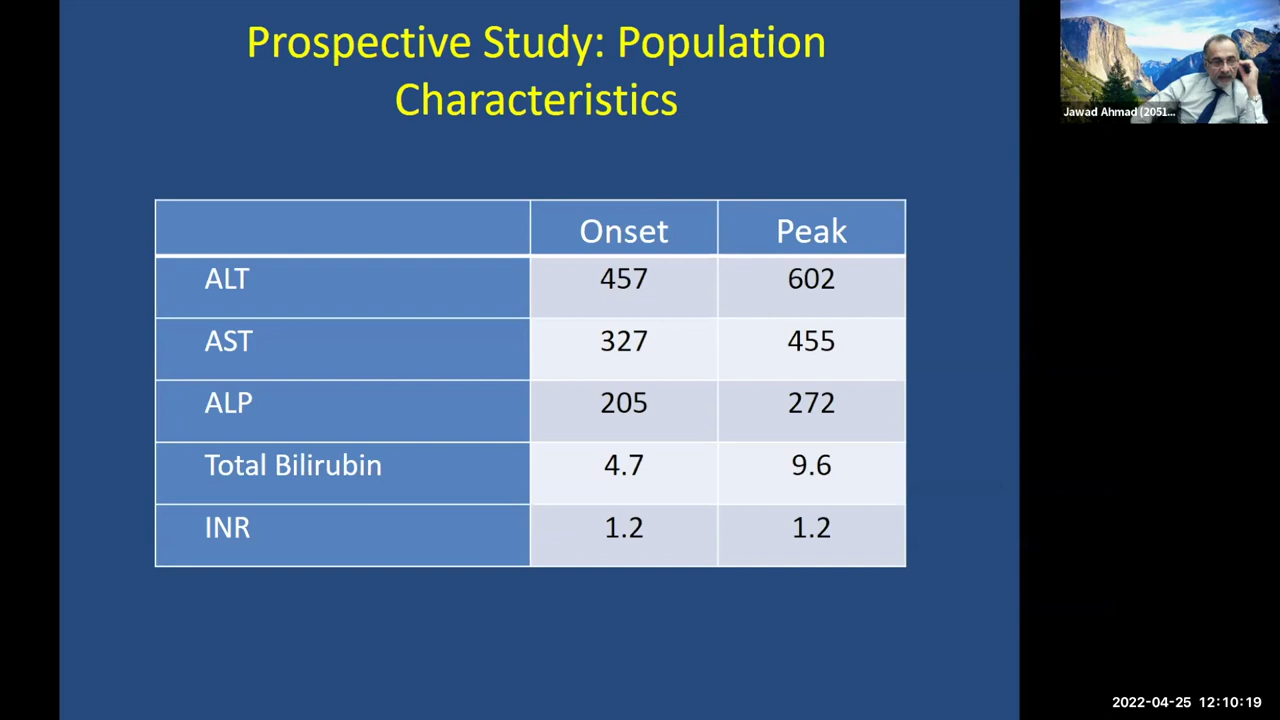 Prospective Study: Population
Characteristics
Onset Peak
ALT 457 602
AST 327 455
ALP 205 272
Total Bilirubin 4.7 9.6
INR 1.2 1.2
Jawad Ahmad (2051...
2022-04-25 12:10:19